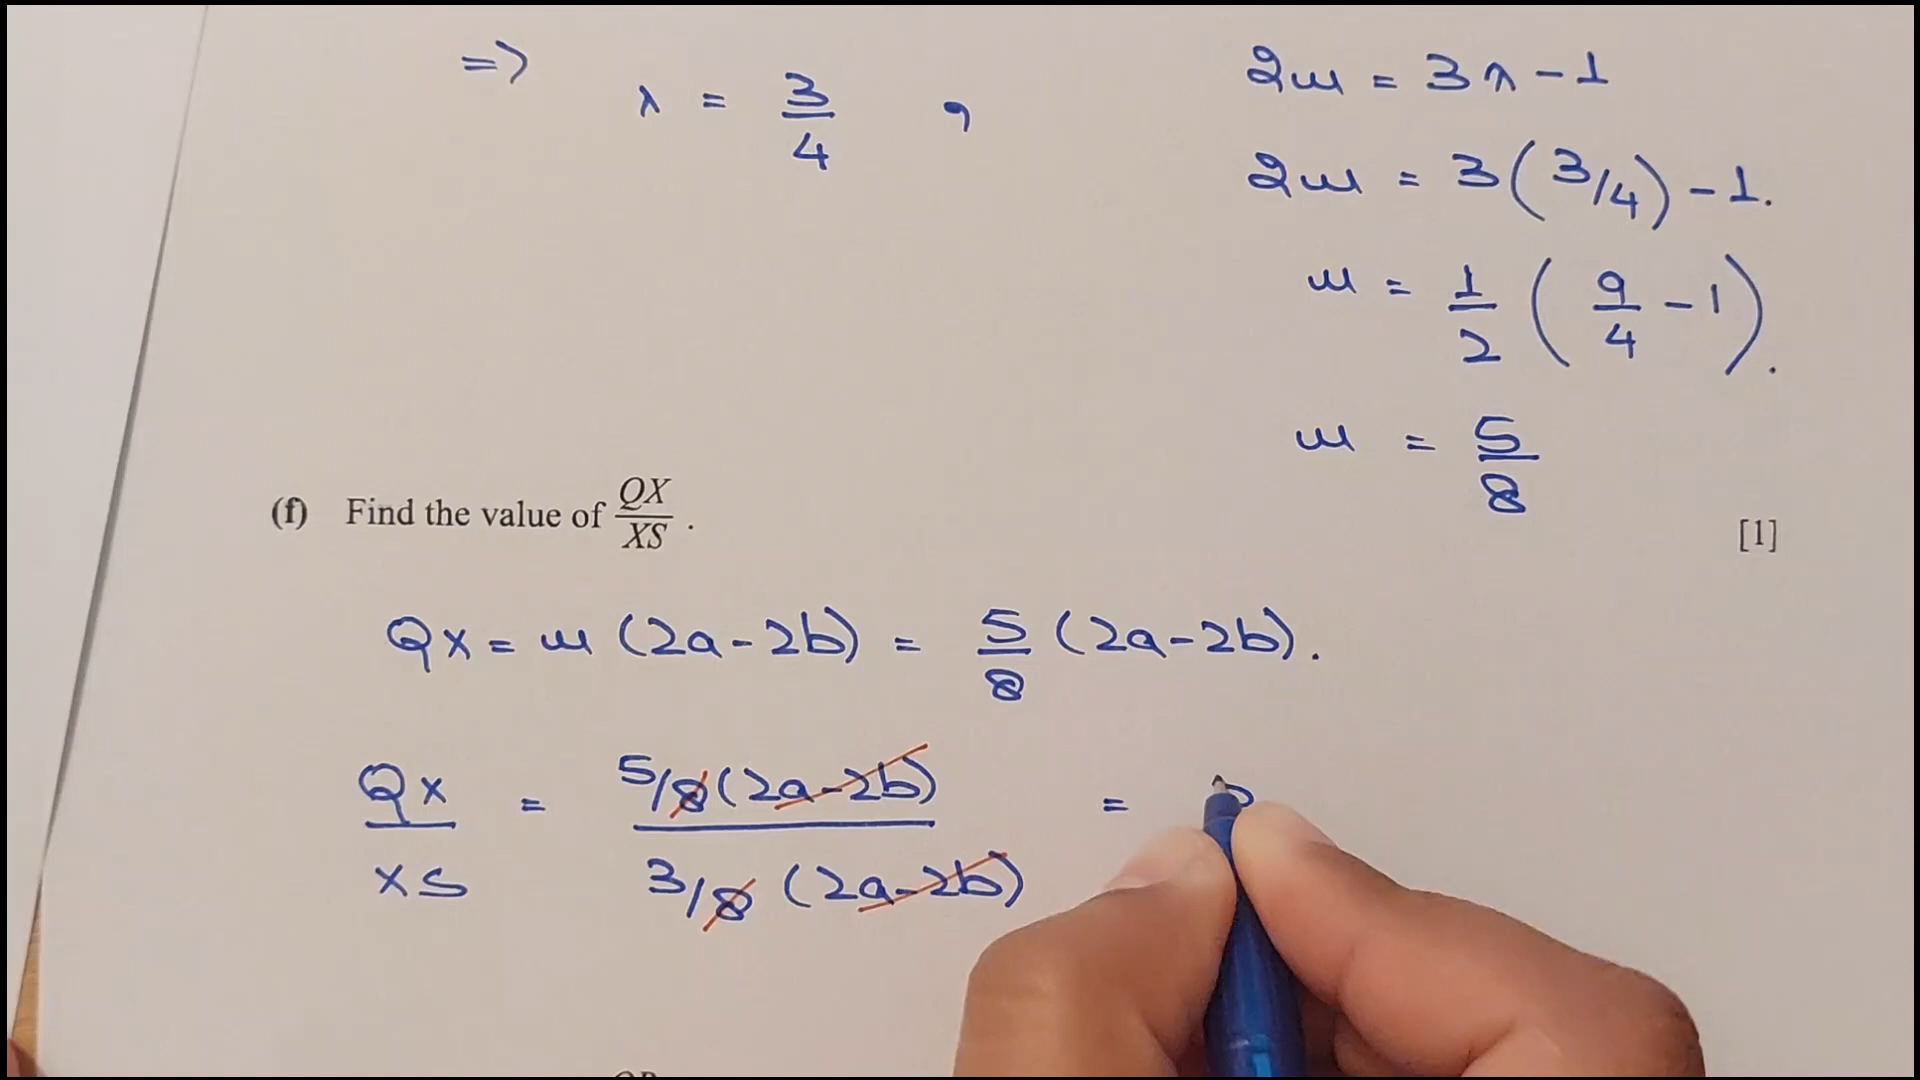 => λ = 3/4 ,
2μ = 3λ - 1
2μ = 3(3/4) - 1.
μ = 1/2 (9/4 - 1).
μ = 5/8
(f) Find the value of QX/XS .
[1]
QX = μ(2a-2b) = 5/8 (2a-2b).
QX/XS = 5/8(2a-2b) / 3/8(2a-2b) =